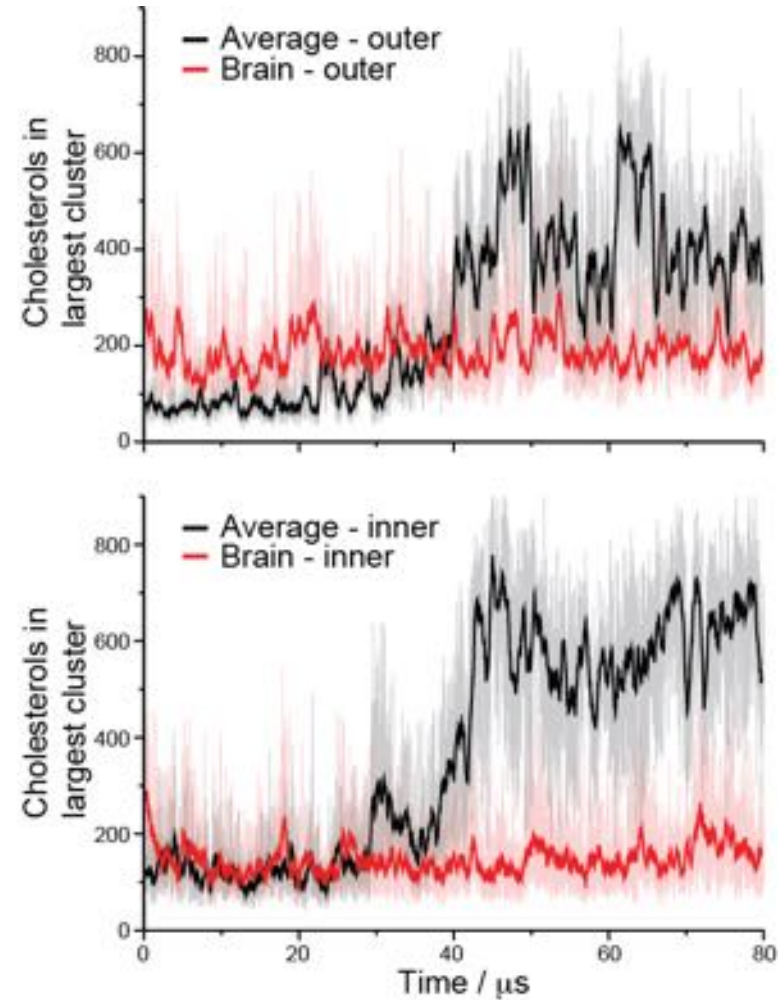 Average - outer
Brain - outer
Cholesterols in
largest cluster
800
600
400
200
0
Average - inner
Brain - inner
Cholesterols in
largest cluster
800
600
400
200
0
0 20 40 60 80
Time / μs